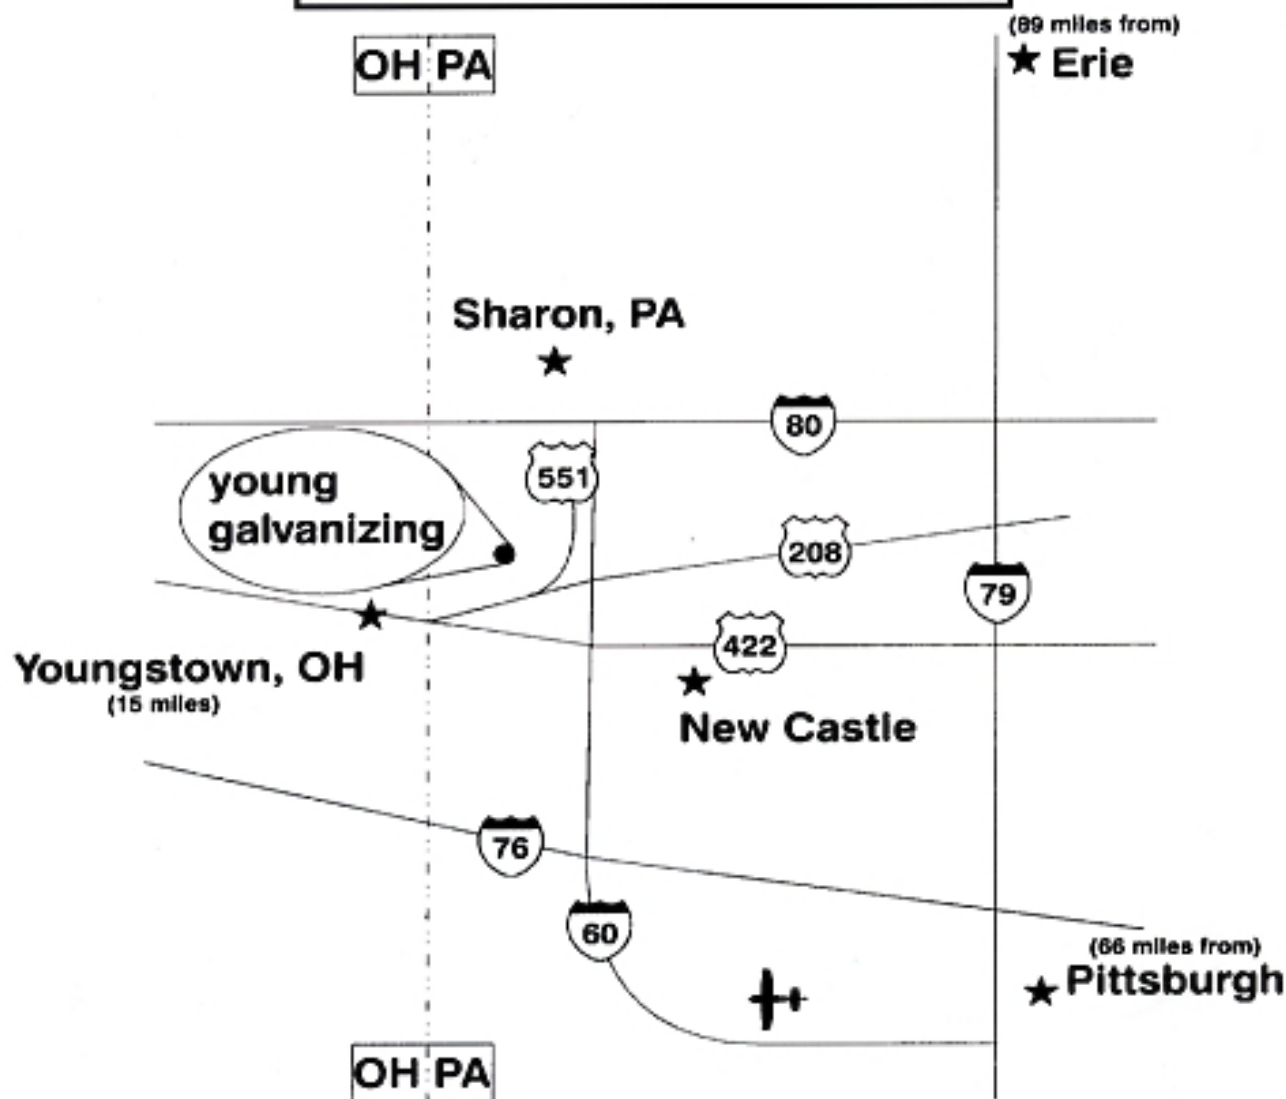 (89 miles from)
OH PA
Erie
Sharon, PA
80
551
young
galvanizing
208
79
422
Youngstown, OH
(15 miles)
New Castle
76
60
(66 miles from)
Pittsburgh
OH PA